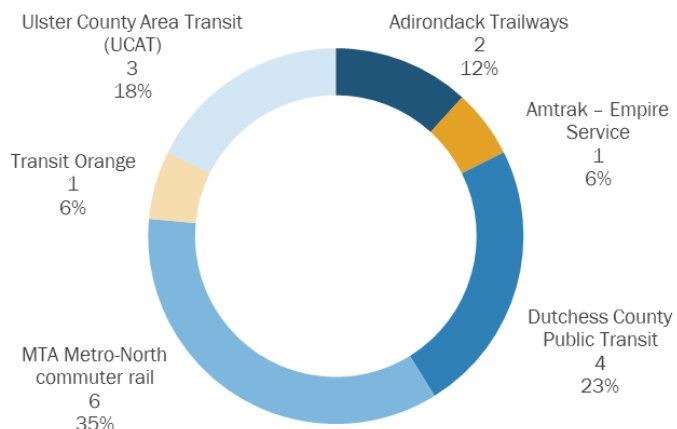 Ulster County Area Transit
(UCAT)
3
18%
Adirondack Trailways
2
12%
Amtrak – Empire
Service
1
6%
Transit Orange
1
6%
Dutchess County
Public Transit
4
23%
MTA Metro-North
commuter rail
6
35%